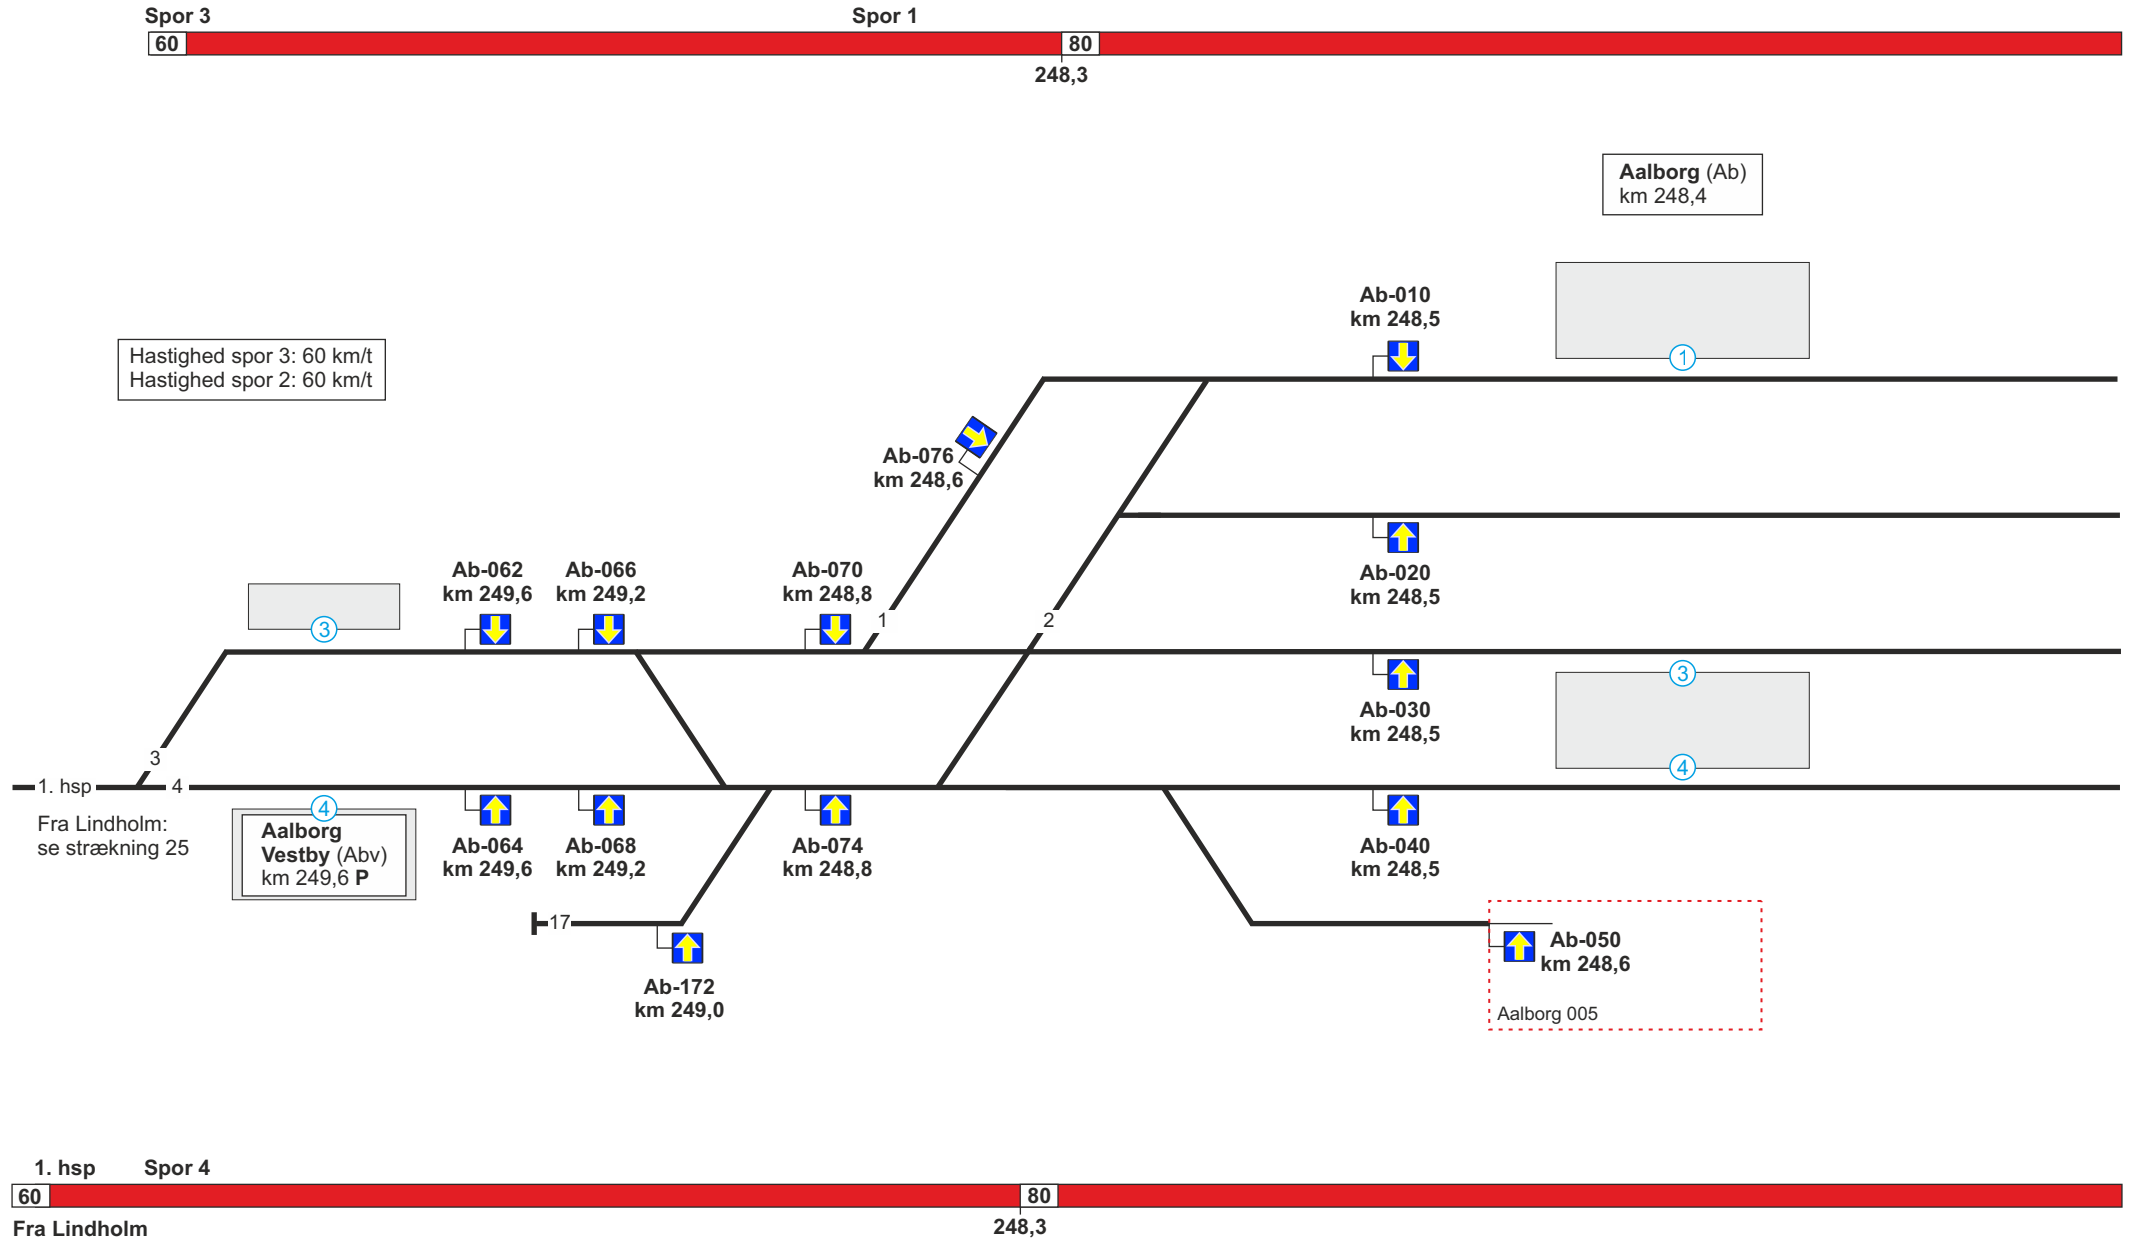 Spor 3
Spor 1
60
80
248,3
Aalborg (Ab)
km 248,4
Ab-010
km 248,5
Hastighed spor 3: 60 km/t
Hastighed spor 2: 60 km/t
1
Ab-076
km 248,6
Ab-062
km 249,6
Ab-066
km 249,2
Ab-070
km 248,8
Ab-020
km 248,5
3
1
2
3
Ab-030
km 248,5
3
4
1. hsp
4
Fra Lindholm:
se strækning 25
4
Aalborg
Vestby (Abv)
km 249,6 P
Ab-064
km 249,6
Ab-068
km 249,2
Ab-074
km 248,8
Ab-040
km 248,5
17
Ab-172
km 249,0
Ab-050
km 248,6
Aalborg 005
1. hsp
Spor 4
60
80
Fra Lindholm
248,3